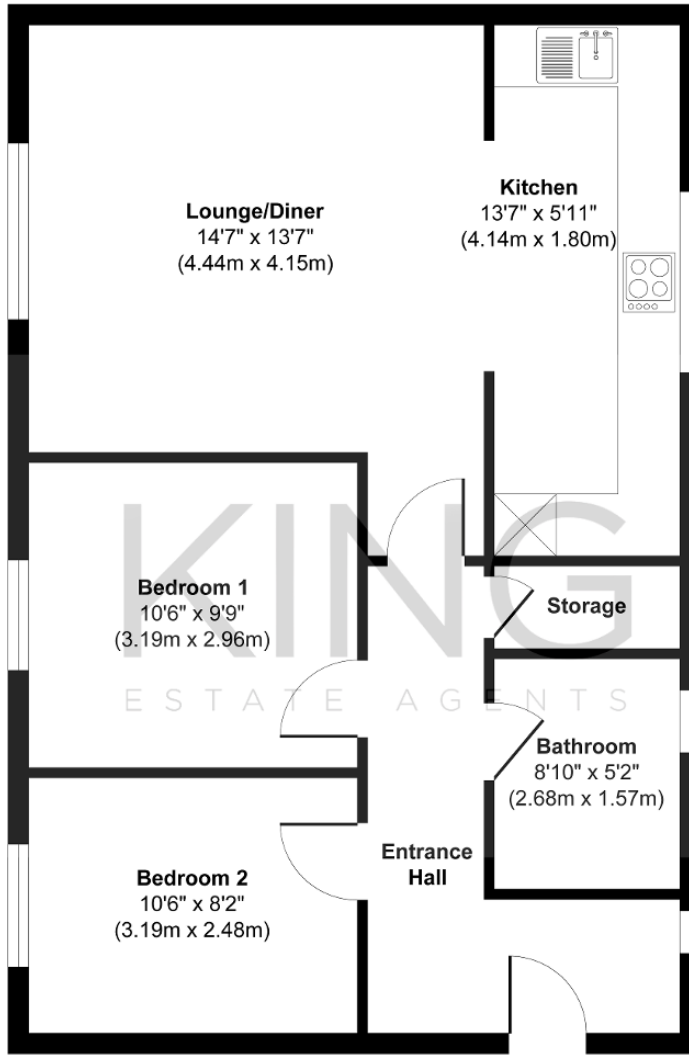 Lounge/Diner
14'7" x 13'7"
(4.44m x 4.15m)
Kitchen
13'7" x 5'11"
(4.14m x 1.80m)
KING
ESTATE AGENTS
Bedroom 1
10'6" x 9'9"
(3.19m x 2.96m)
Storage
Bathroom
8'10" x 5'2"
(2.68m x 1.57m)
Entrance
Hall
Bedroom 2
10'6" x 8'2"
(3.19m x 2.48m)